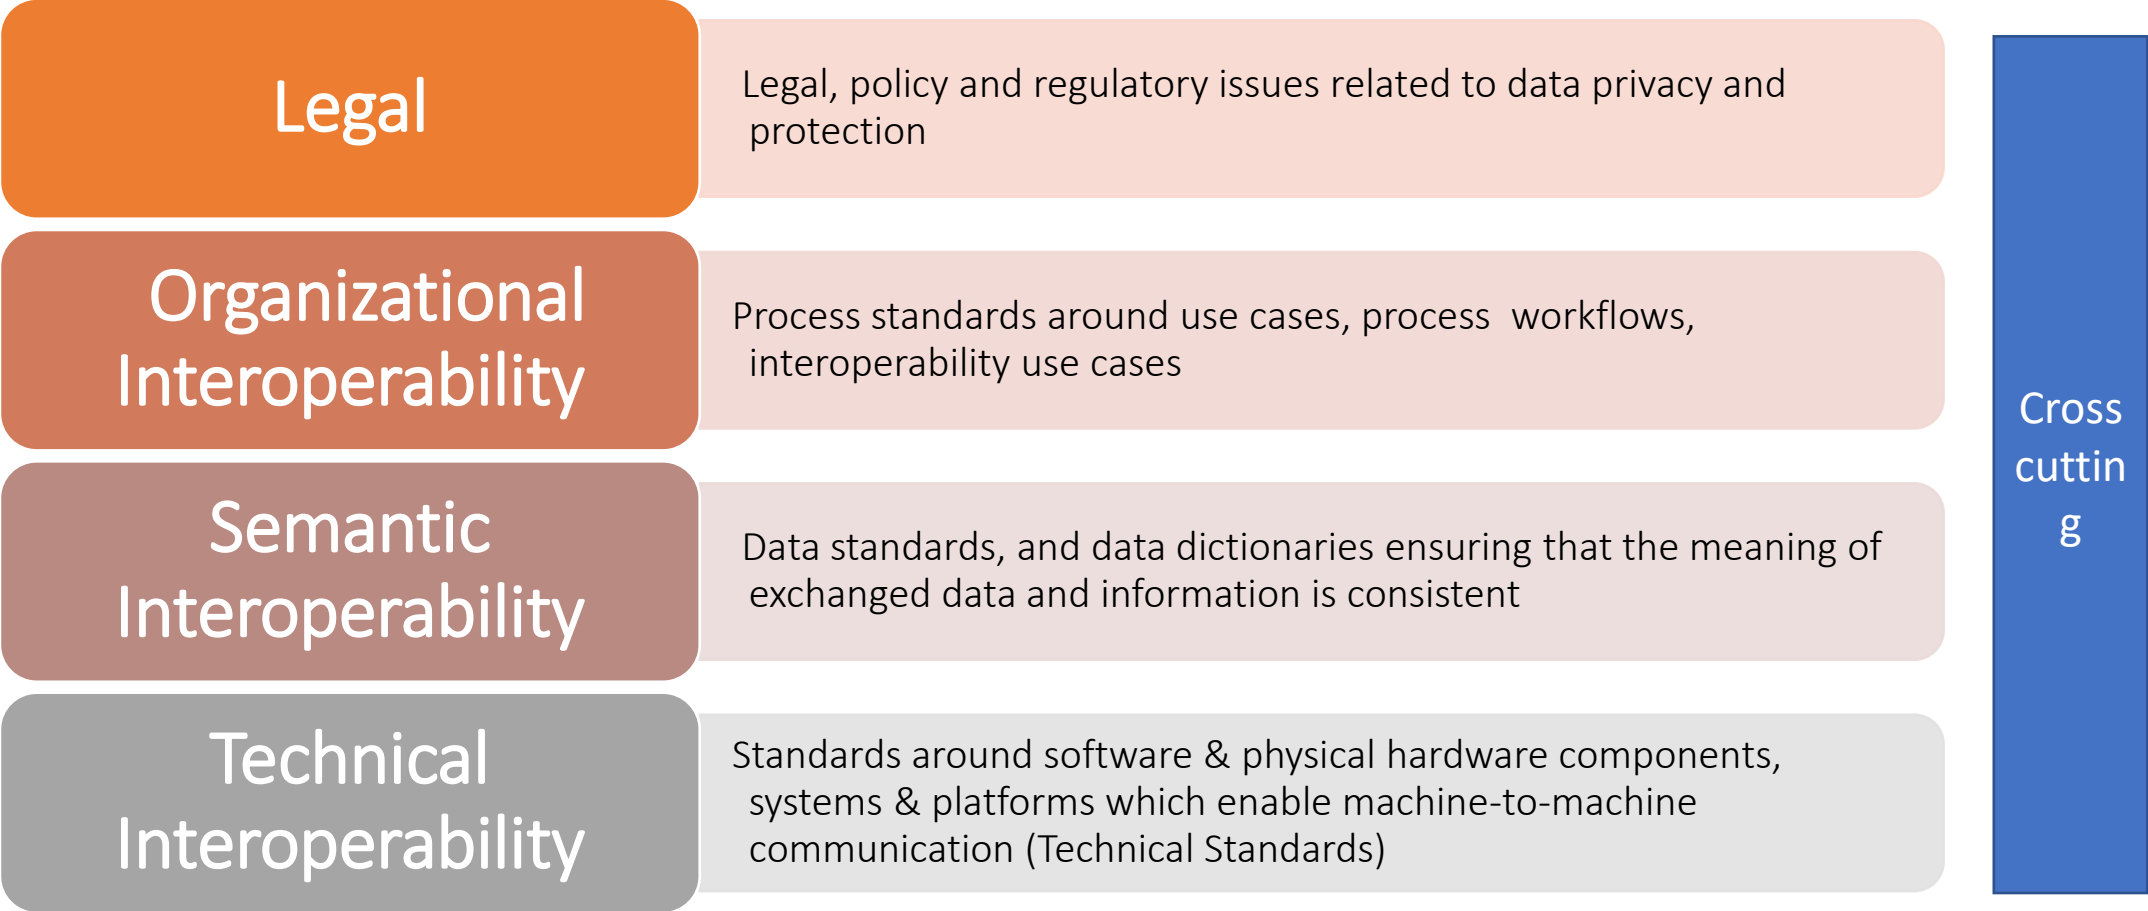 Legal
Legal, policy and regulatory issues related to data privacy and
protection
Organizational
Interoperability
Process standards around use cases, process  workflows,
interoperability use cases
Semantic
Interoperability
Data standards, and data dictionaries ensuring that the meaning of
exchanged data and information is consistent
Technical
Interoperability
Standards around software & physical hardware components,
systems & platforms which enable machine-to-machine
communication (Technical Standards)
Cross
cuttin
g